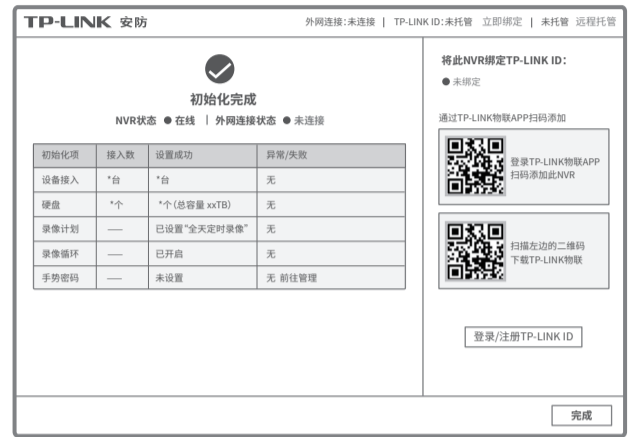 TP-LINK 安防
外网连接:未连接 | TP-LINK ID:未托管 立即绑定 | 未托管 远程托管
初始化完成
NVR状态 ● 在线 | 外网连接状态 ● 未连接
初始化项 接入数 设置成功 异常/失败
设备接入 *台 *台 无
硬盘 *个 *个(总容量 xxTB) 无
录像计划 —— 已设置“全天定时录像” 无
录像循环 —— 已开启 无
手势密码 —— 未设置 无 前往管理
将此NVR绑定TP-LINK ID:
● 未绑定
通过TP-LINK物联APP扫码添加
登录TP-LINK物联APP
扫码添加此NVR
扫描左边的二维码
下载TP-LINK物联
登录/注册TP-LINK ID
完成